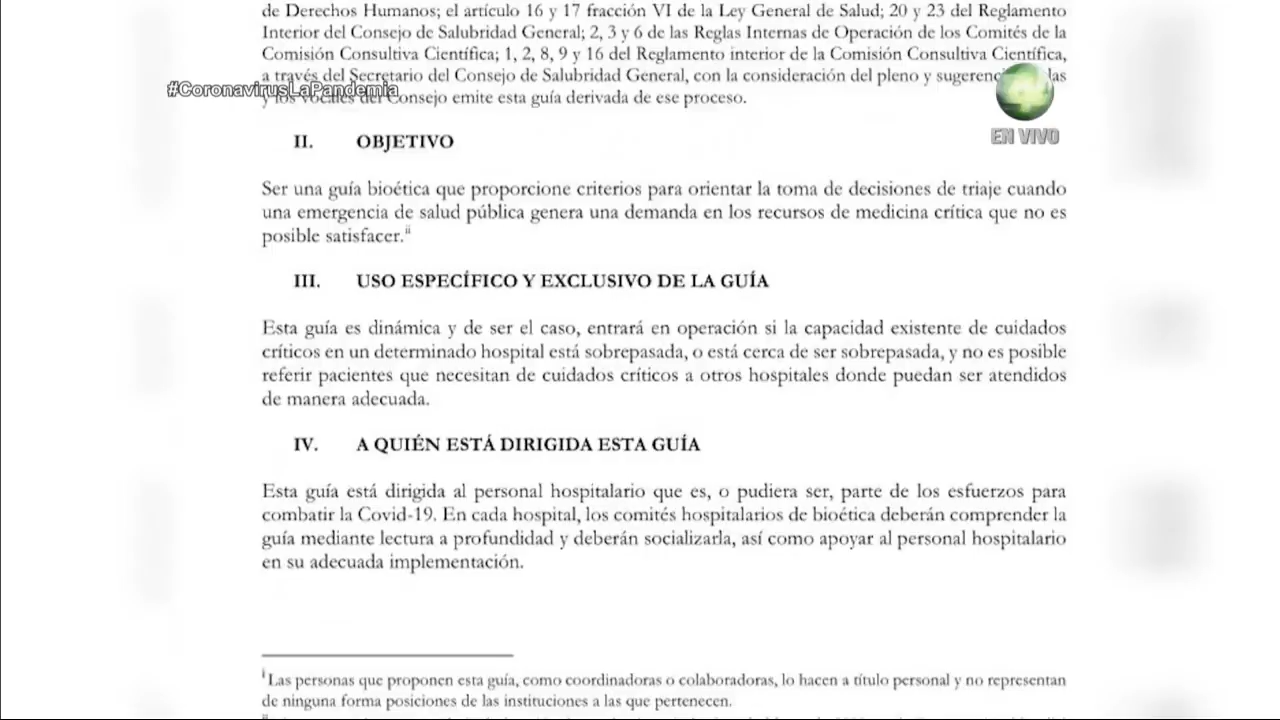 de Derechos Humanos; el artículo 16 y 17 fracción VI de la Ley General de Salud; 20 y 23 del Reglamento
Interior del Consejo de Salubridad General; 2, 3 y 6 de las Reglas Internas de Operación de los Comités de la
Comisión Consultiva Científica; 1, 2, 8, 9 y 16 del Reglamento interior de la Comisión Consultiva Científica,
a través del Secretario del Consejo de Salubridad General, con la consideración del pleno y las
#CoronavirusLaPandemia
y los vocales del Consejo emite esta guía derivada de ese proceso.
EN VIVO
II. OBJETIVO
Ser una guía bioética que proporcione criterios para orientar la toma de decisiones de triaje cuando
una emergencia de salud pública genera una demanda en los recursos de medicina crítica que no es
posible satisfacer.ii
III. USO ESPECÍFICO Y EXCLUSIVO DE LA GUÍA
Esta guía es dinámica y de ser el caso, entrará en operación si la capacidad existente de cuidados
críticos en un determinado hospital está sobrepasada, o está cerca de ser sobrepasada, y no es posible
referir pacientes que necesitan de cuidados críticos a otros hospitales donde puedan ser atendidos
de manera adecuada.
IV. A QUIÉN ESTÁ DIRIGIDA ESTA GUÍA
Esta guía está dirigida al personal hospitalario que es, o pudiera ser, parte de los esfuerzos para
combatir la Covid-19. En cada hospital, los comités hospitalarios de bioética deberán comprender la
guía mediante lectura a profundidad y deberán socializarla, así como apoyar al personal hospitalario
en su adecuada implementación.
i Las personas que proponen esta guía, como coordinadoras o colaboradoras, lo hacen a título personal y no representan
de ninguna forma posiciones de las instituciones a las que pertenecen.